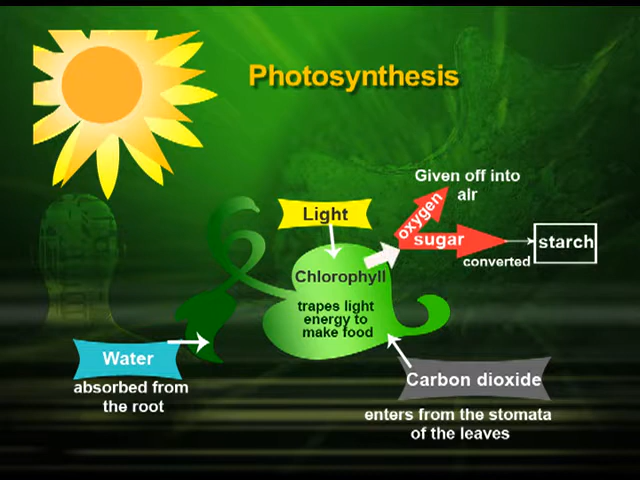 Photosynthesis
Given off into
air
oxygen
Light
sugar
starch
converted
Chlorophyll
trapes light
energy to
make food
Water
absorbed from
the root
Carbon dioxide
enters from the stomata
of the leaves